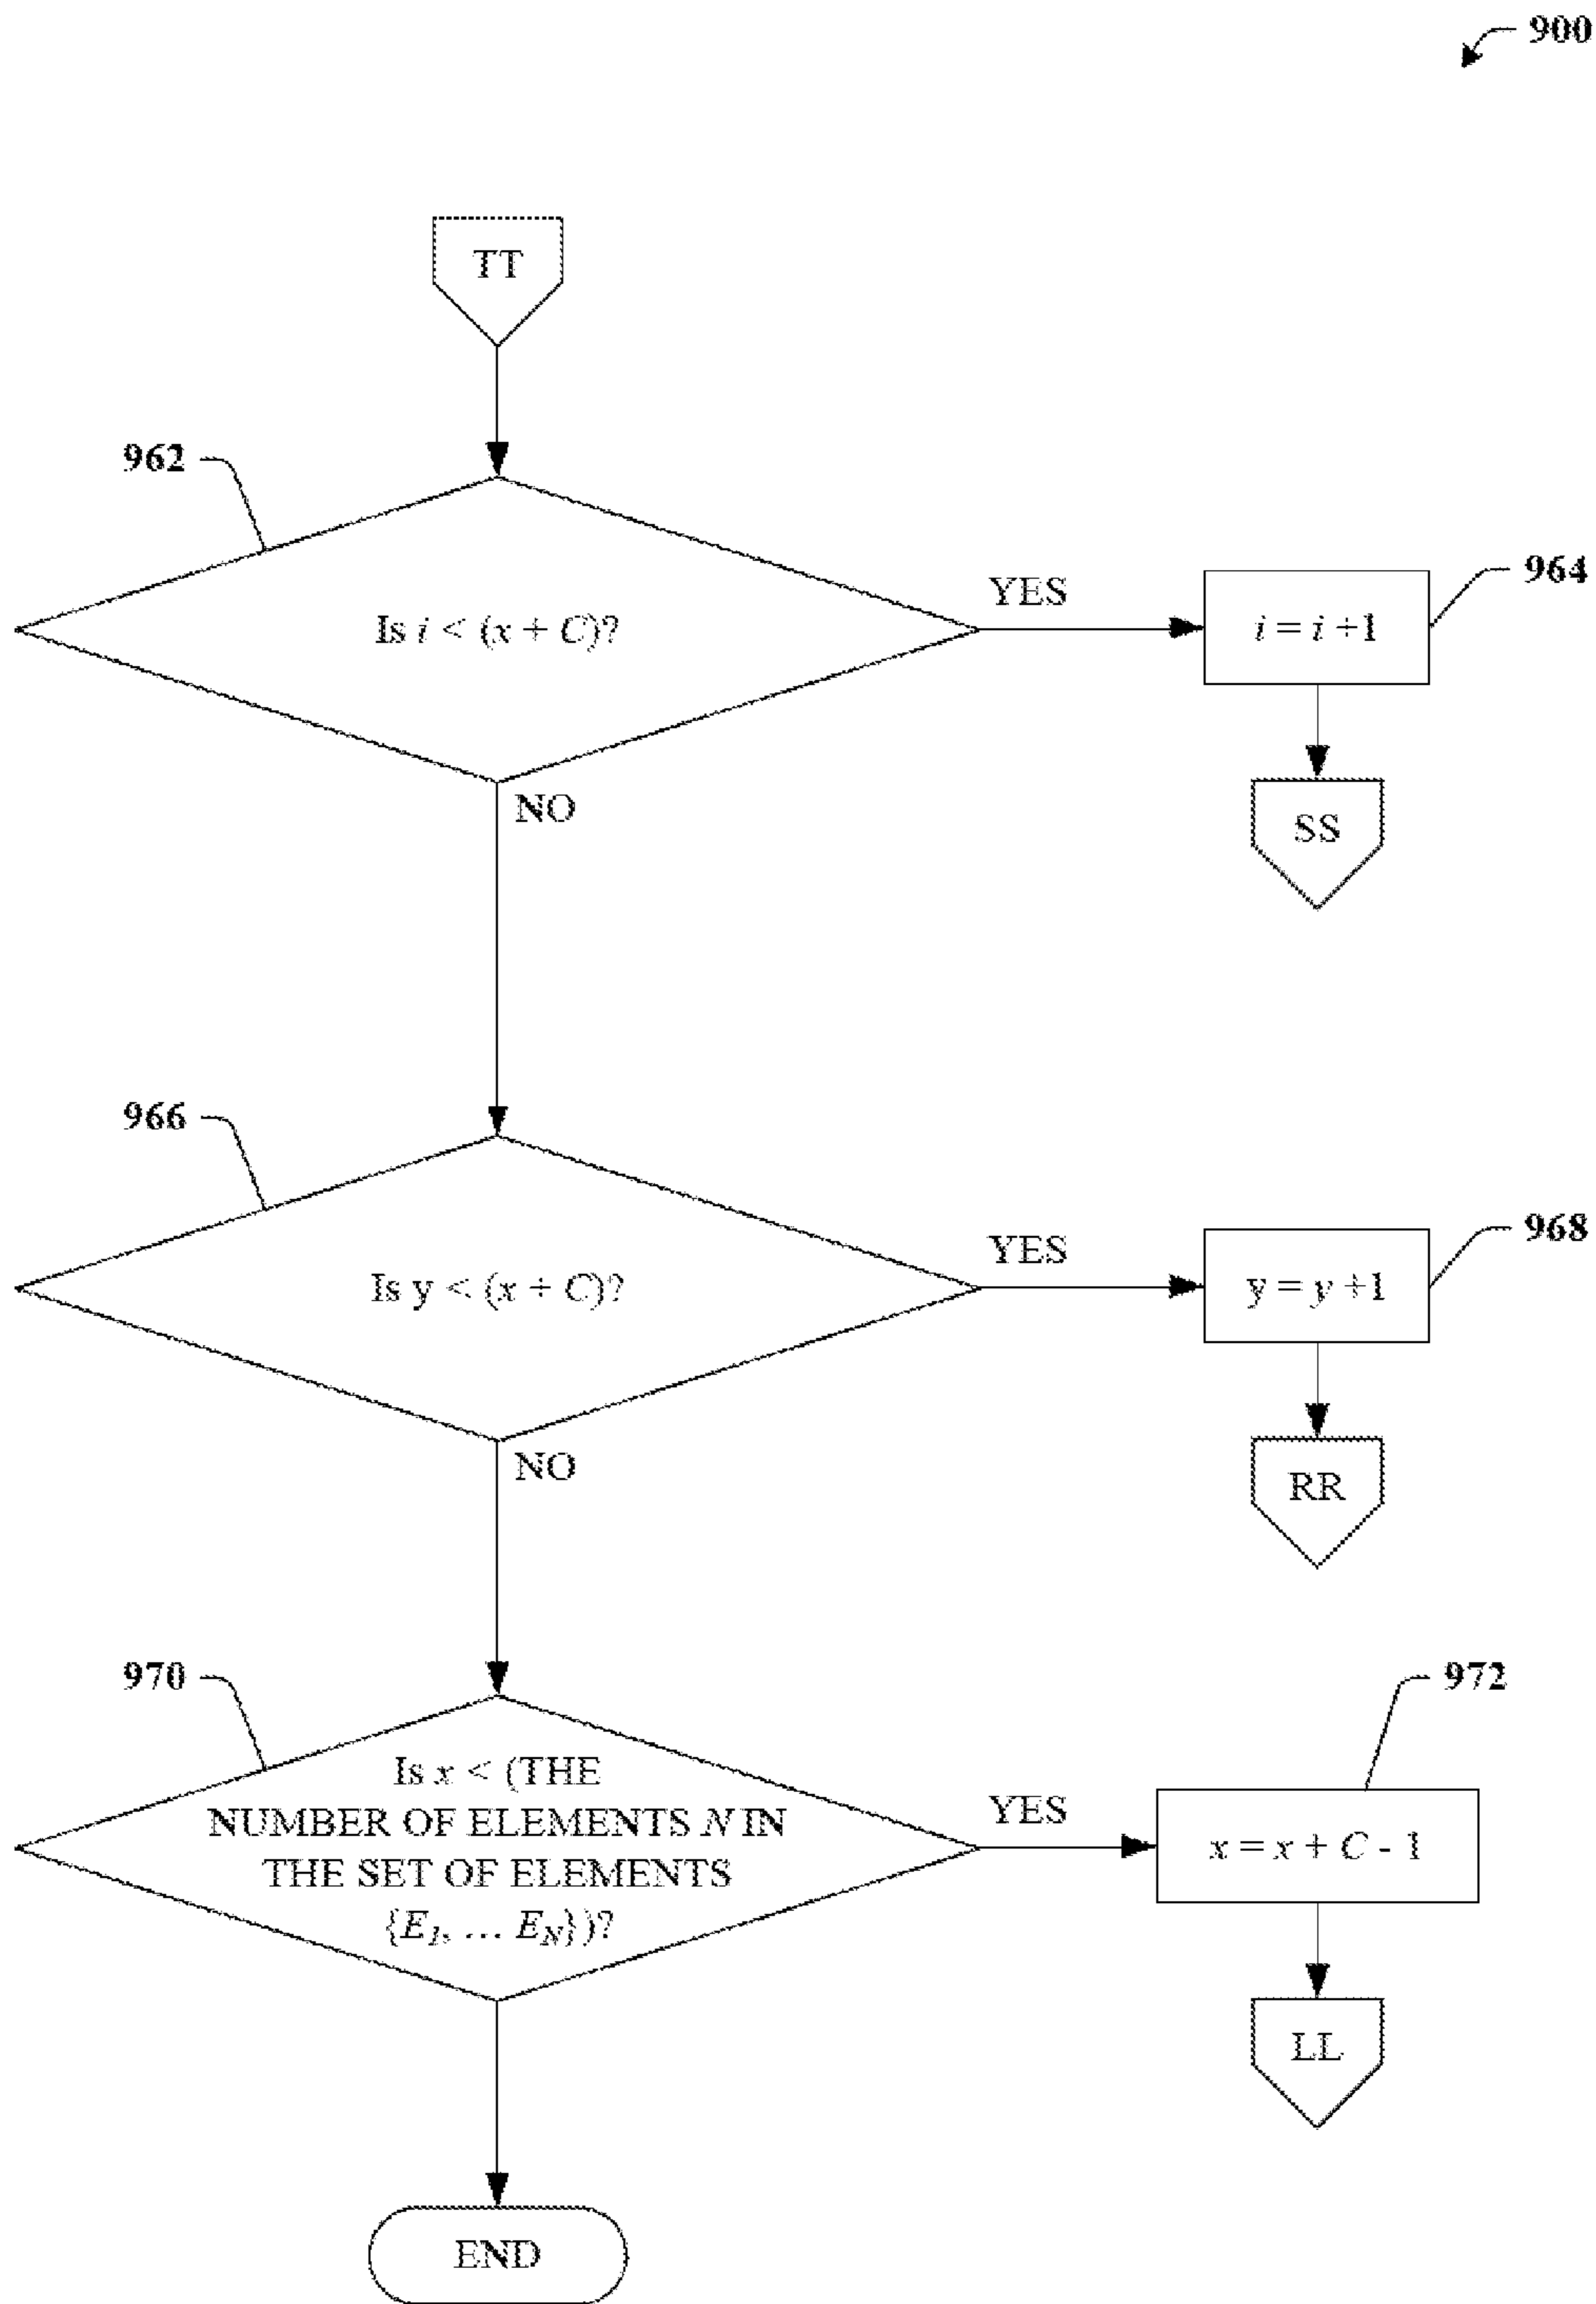 900
TT
962
Is i < (x + C)?
YES
i = i +1
964
SS
NO
966
Is y < (x + C)?
YES
y = y +1
968
RR
NO
970
Is x < (THE
NUMBER OF ELEMENTS N IN
THE SET OF ELEMENTS
{E1, … EN})?
YES
972
x = x + C - 1
LL
END